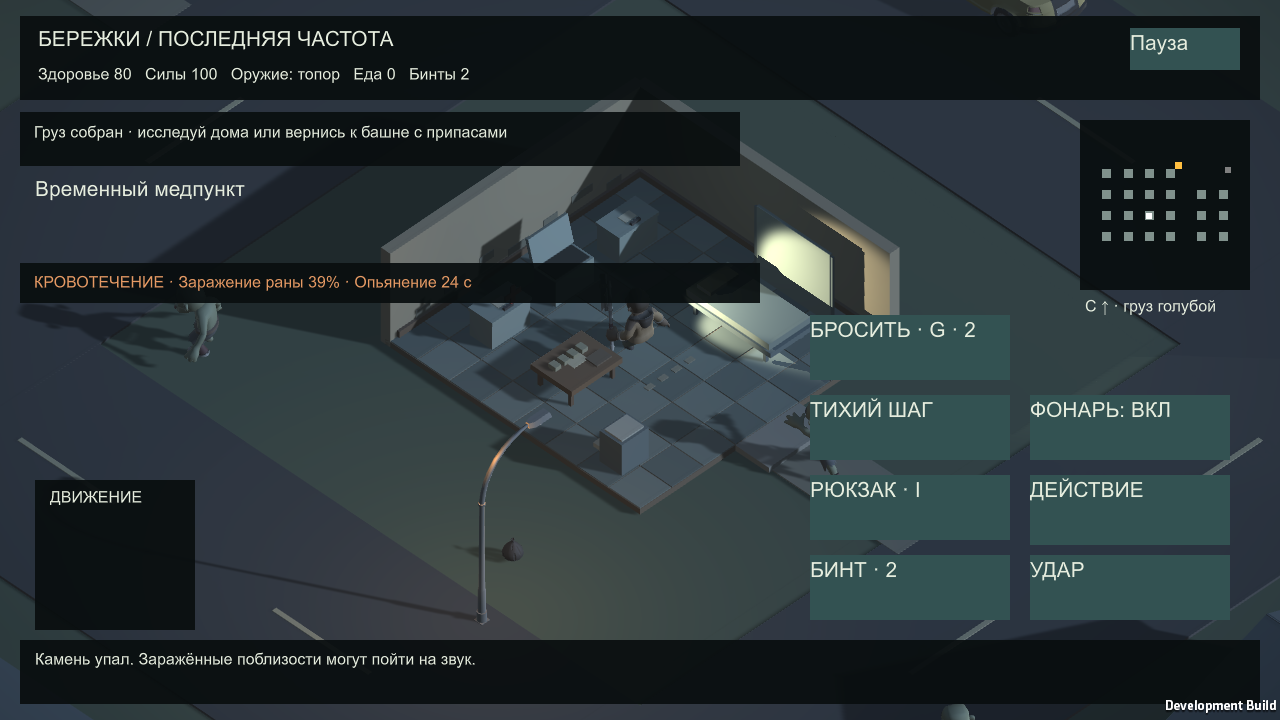 БЕРЕЖКИ / ПОСЛЕДНЯЯ ЧАСТОТА
Пауза
Здоровье 80 Силы 100 Оружие: топор Еда 0 Бинты 2
Груз собран · исследуй дома или вернись к башне с припасами
Временный медпункт
КРОВОТЕЧЕНИЕ · Заражение раны 39% · Опьянение 24 с
С ↑ · груз голубой
БРОСИТЬ · G · 2
ТИХИЙ ШАГ
ФОНАРЬ: ВКЛ
РЮКЗАК · I
ДЕЙСТВИЕ
ДВИЖЕНИЕ
БИНТ · 2
УДАР
Камень упал. Заражённые поблизости могут пойти на звук.
Development Build